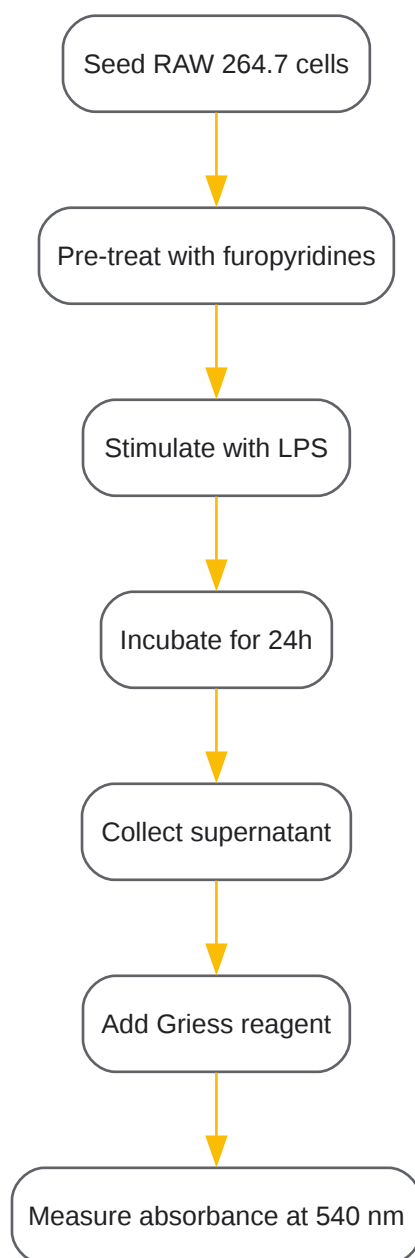 Seed RAW 264.7 cells
Pre-treat with furopyridines
Stimulate with LPS
Incubate for 24h
Collect supernatant
Add Griess reagent
Measure absorbance at 540 nm